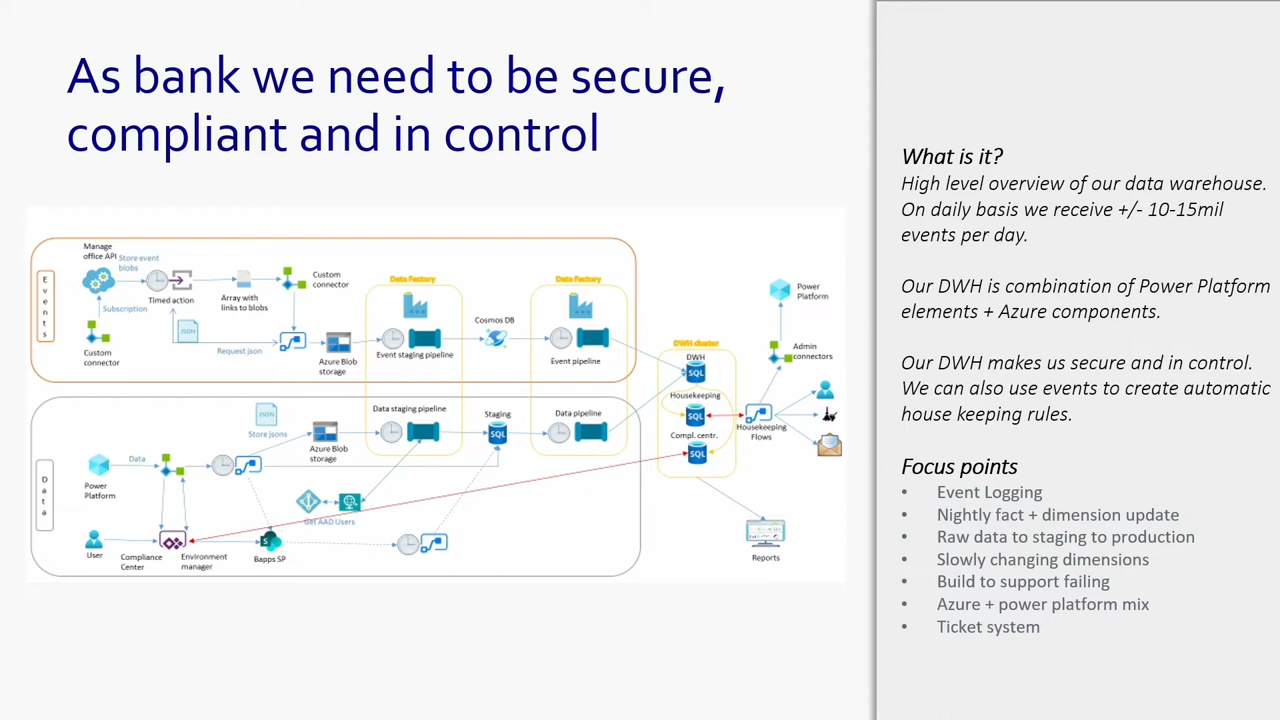 As bank we need to be secure,
compliant and in control
Events
Manage
office API
Store event
blobs
Subscription
Custom
connector
Timed action
JSON
Request json
Array with
links to blobs
Custom
connector
Azure Blob
storage
Data Factory
Event staging pipeline
Cosmos DB
Data Factory
Event pipeline
Data
JSON
Store jsons
Azure Blob
storage
Data staging pipeline
Staging
SQL
Data pipeline
Power
Platform
Data
Get AAD Users
User
Compliance
Center
Environment
manager
S
Bapps SP
DWH cluster
DWH
SQL
Housekeeping
SQL
Compl. centr.
SQL
Power
Platform
Admin
connectors
Housekeeping
Flows
Reports
What is it?
High level overview of our data warehouse.
On daily basis we receive +/- 10-15mil
events per day.
Our DWH is combination of Power Platform
elements + Azure components.
Our DWH makes us secure and in control.
We can also use events to create automatic
house keeping rules.
Focus points
• Event Logging
• Nightly fact + dimension update
• Raw data to staging to production
• Slowly changing dimensions
• Build to support failing
• Azure + power platform mix
• Ticket system